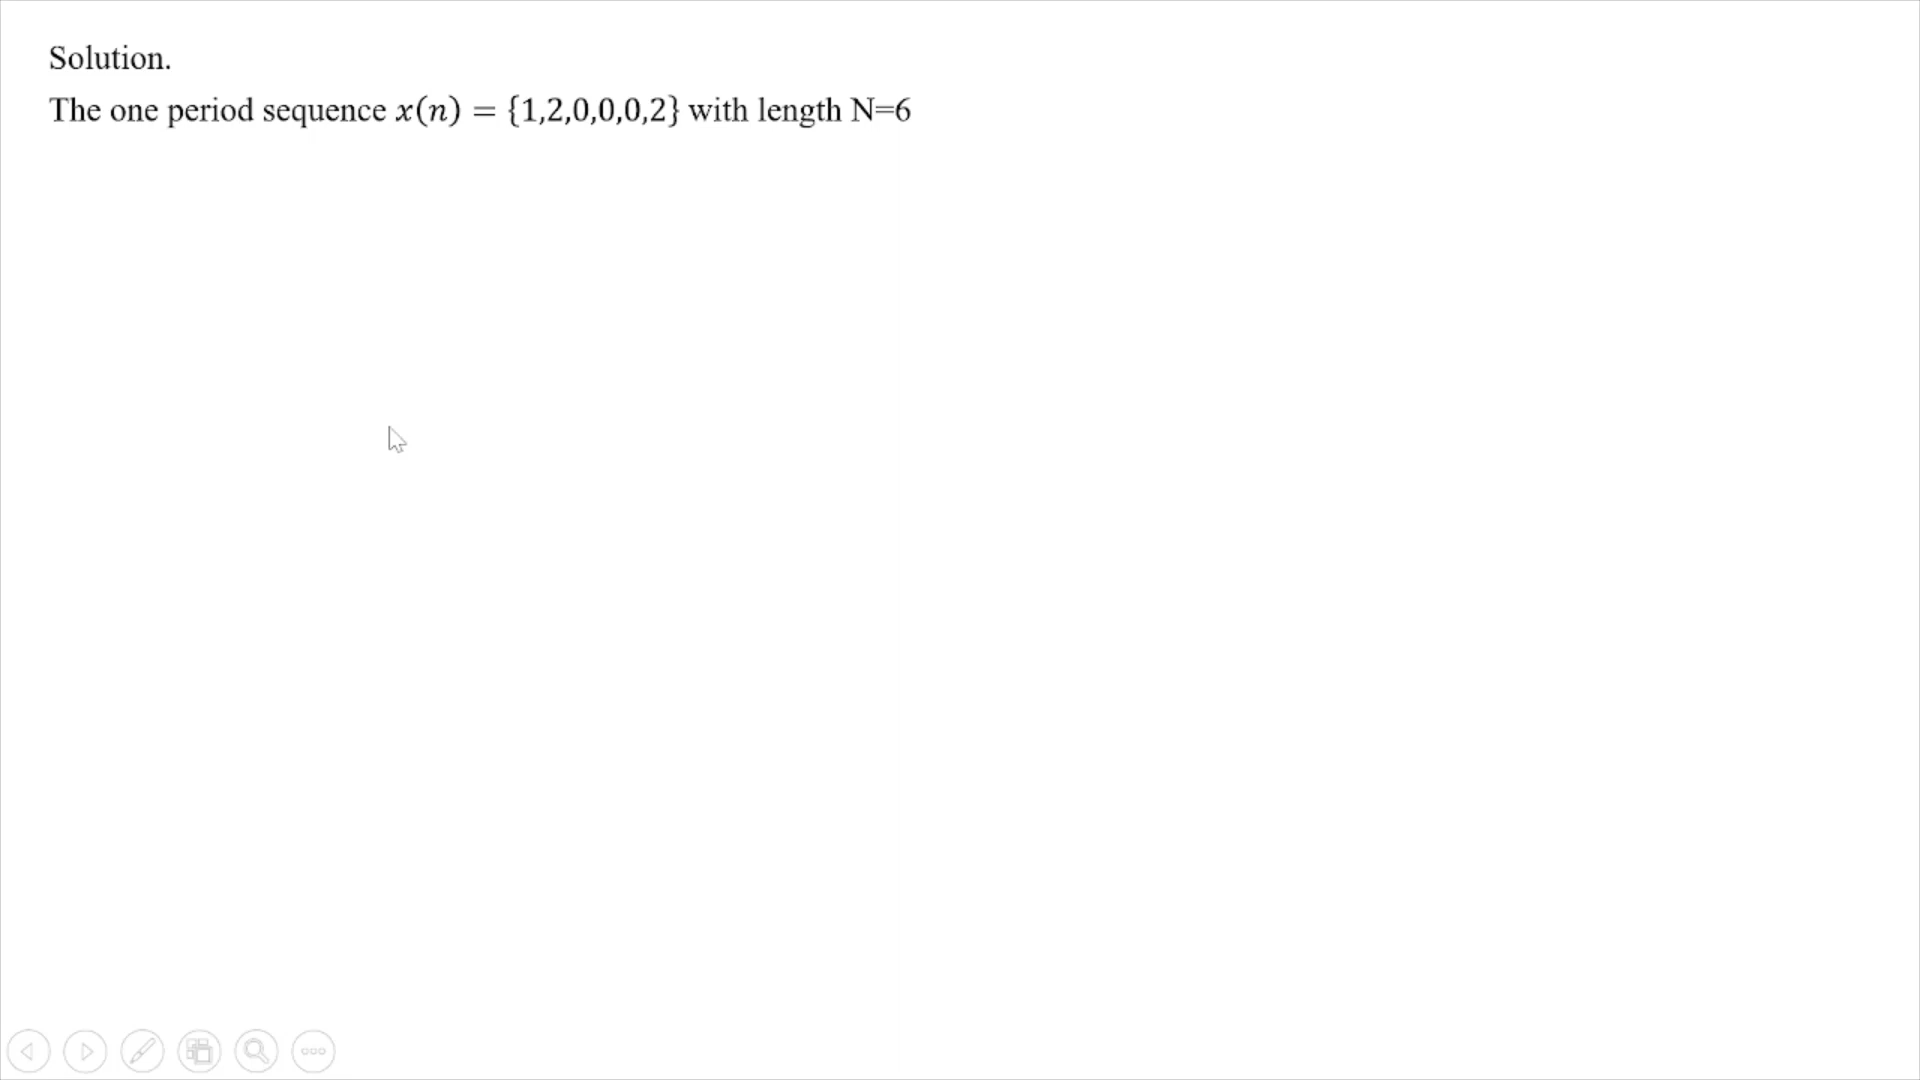 Solution.
The one period sequence x(n) = {1,2,0,0,0,2} with length N=6